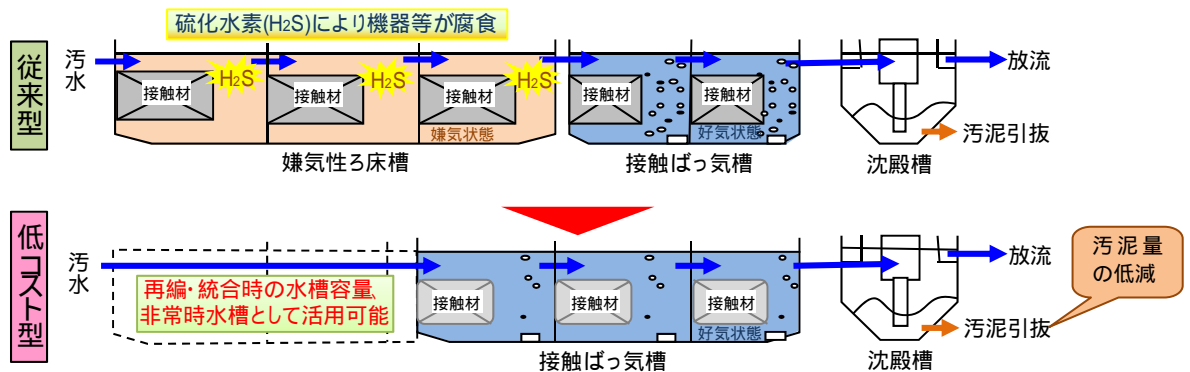 硫化水素(H2S)により機器等が腐食
従来型
汚水
接触材
H2S
接触材
H2S
接触材
H2S
嫌気状態
接触材
接触材
好気状態
放流
汚泥引抜
嫌気性ろ床槽
接触ばっ気槽
沈殿槽
低コスト型
汚水
再編・統合時の水槽容量、
非常時水槽として活用可能
接触材
接触材
接触材
好気状態
放流
汚泥量
の低減
汚泥引抜
接触ばっ気槽
沈殿槽